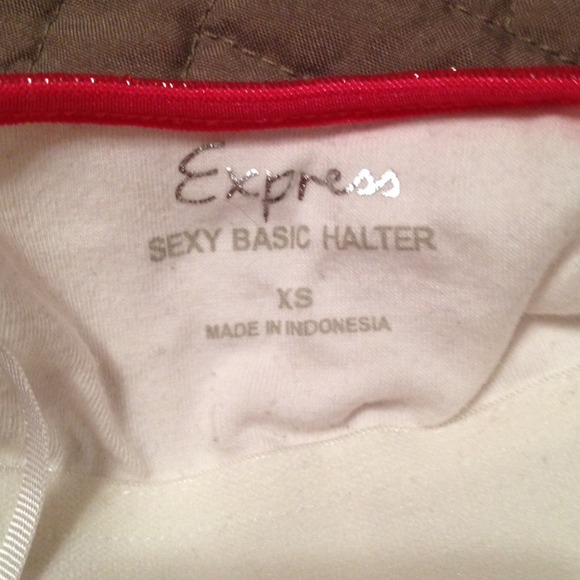 Express
SEXY BASIC HALTER
XS
MADE IN INDONESIA